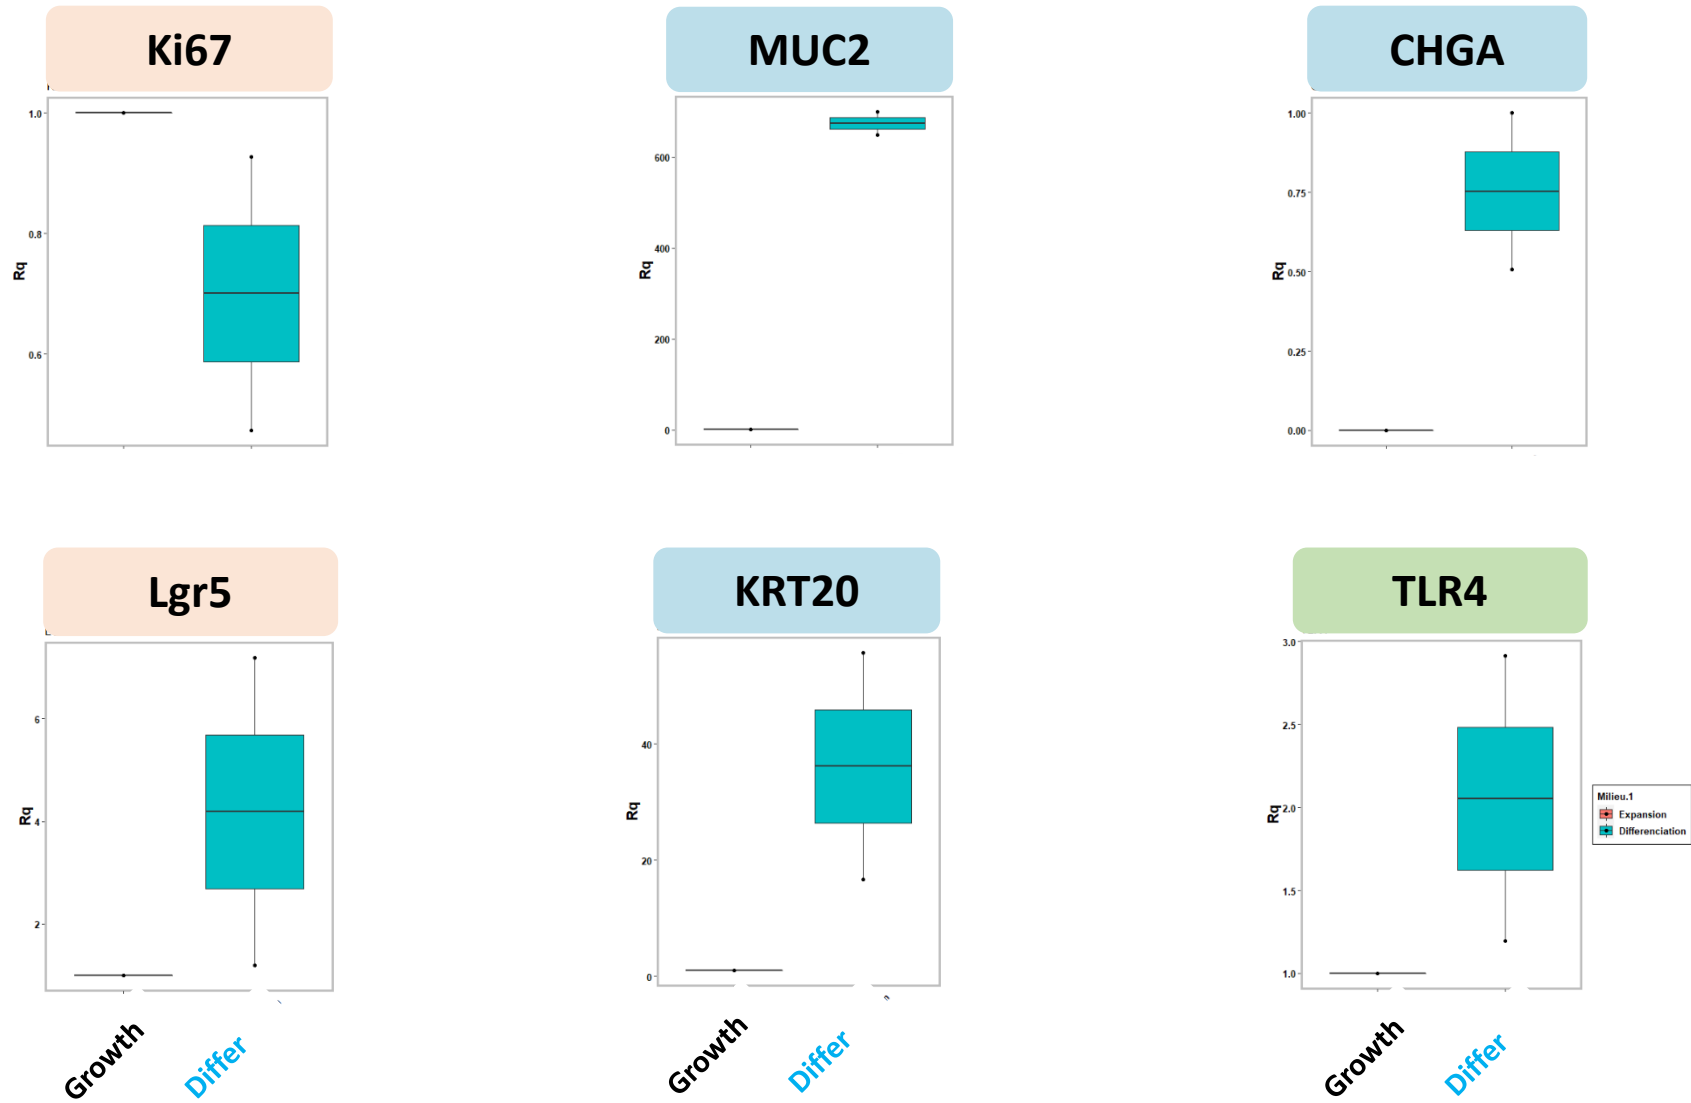 Ki67
MUC2
CHGA
1.0
0.8
0.6
Rq
600
400
200
0
Rq
1.00
0.75
0.50
0.25
0.00
Rq
Lgr5
KRT20
TLR4
6
4
2
Rq
40
20
0
Rq
3.0
2.5
2.0
1.5
1.0
Rq
Milieu.1
Expansion
Differenciation
Growth
Differ
Growth
Differ
Growth
Differ